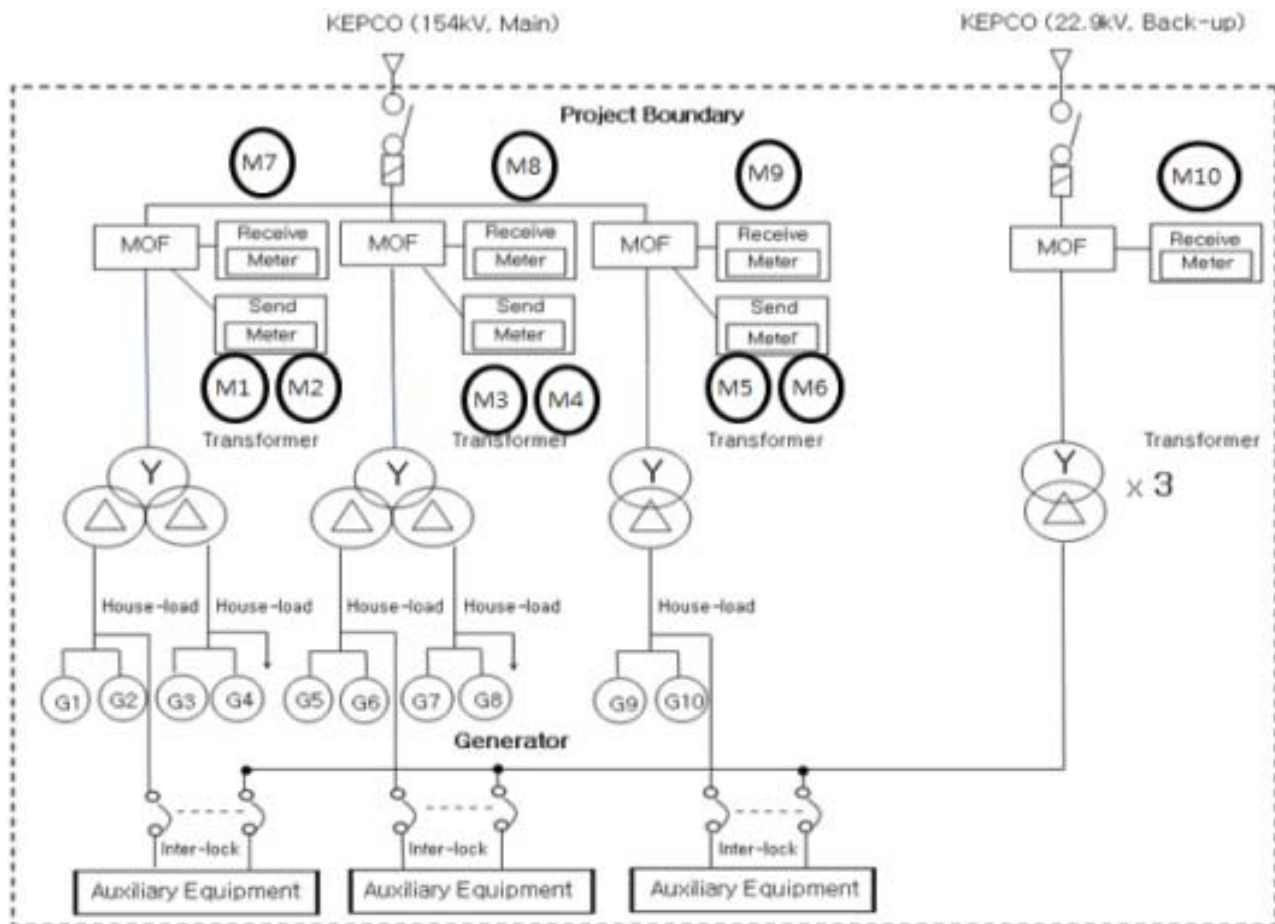 KEPCO (154kV, Main)
KEPCO (22.9kV, Back-up)
Project Boundary
M7
M8
M9
M10
MOF
Receive
Meter
MOF
Receive
Meter
MOF
Receive
Meter
MOF
Receive
Meter
Send
Meter
Send
Meter
Send
Meter
M1
M2
M3
M4
M5
M6
Transformer
Transformer
Transformer
Transformer
Y
Y
Y
Y
x 3
House-load
House-load
House-load
House-load
House-load
G1
G2
G3
G4
G5
G6
G7
G8
G9
G10
Generator
Inter-lock
Inter-lock
Inter-lock
Auxiliary Equipment
Auxiliary Equipment
Auxiliary Equipment